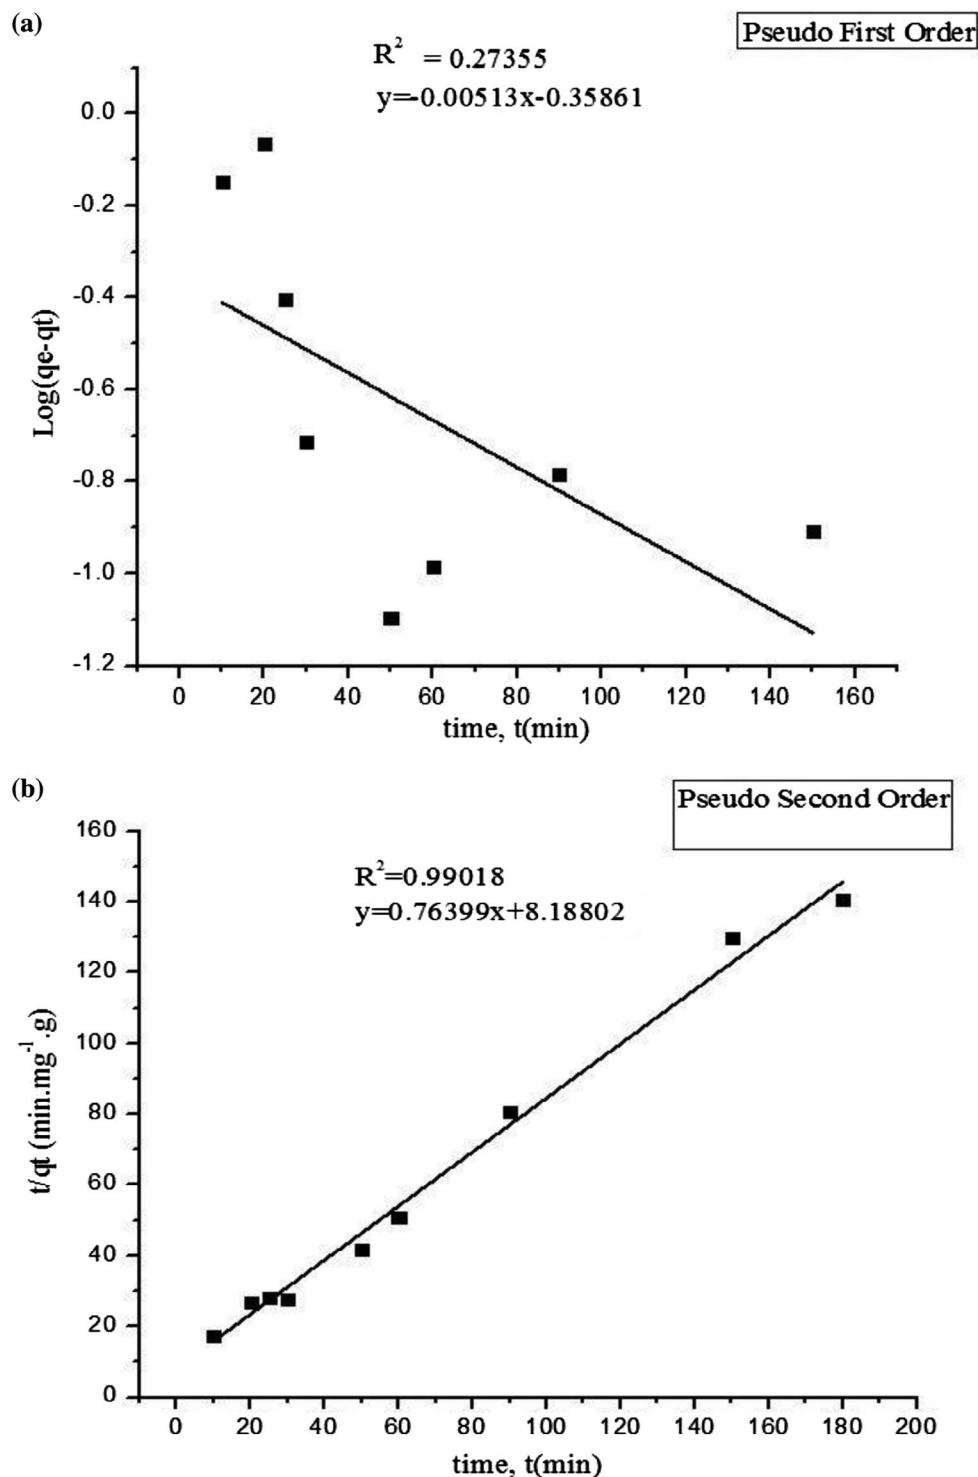 (a)
Pseudo First Order
R² = 0.27355
y=-0.00513x-0.35861
0.0
-0.2
-0.4
-0.6
-0.8
-1.0
-1.2
Log(qe-qt)
0 20 40 60 80 100 120 140 160
time, t(min)
(b)
Pseudo Second Order
R²=0.99018
y=0.76399x+8.18802
160
140
120
100
80
60
40
20
0
t/qt (min.mg⁻¹.g)
0 20 40 60 80 100 120 140 160 180 200
time, t(min)